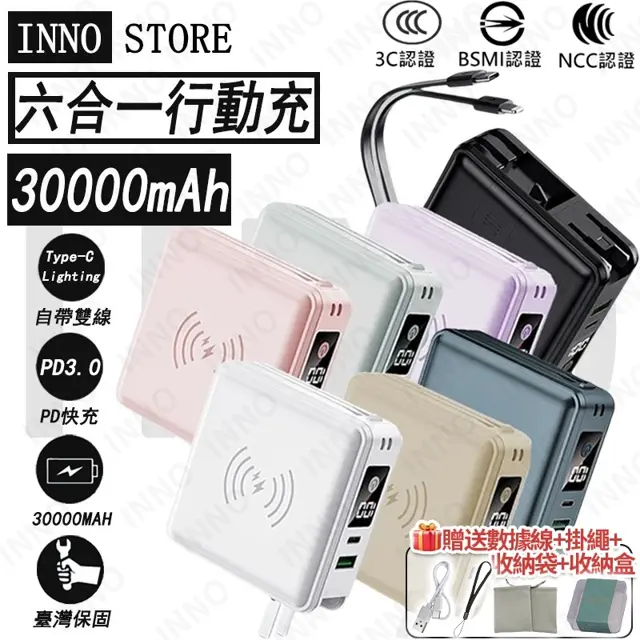 INNO STORE
六合一行動充
30000mAh
3C認證
BSMI認證
NCC認證
Type-C
Lighting
自帶雙線
PD3.0
PD快充
30000MAH
臺灣保固
贈送數據線+掛繩+
收納袋+收納盒